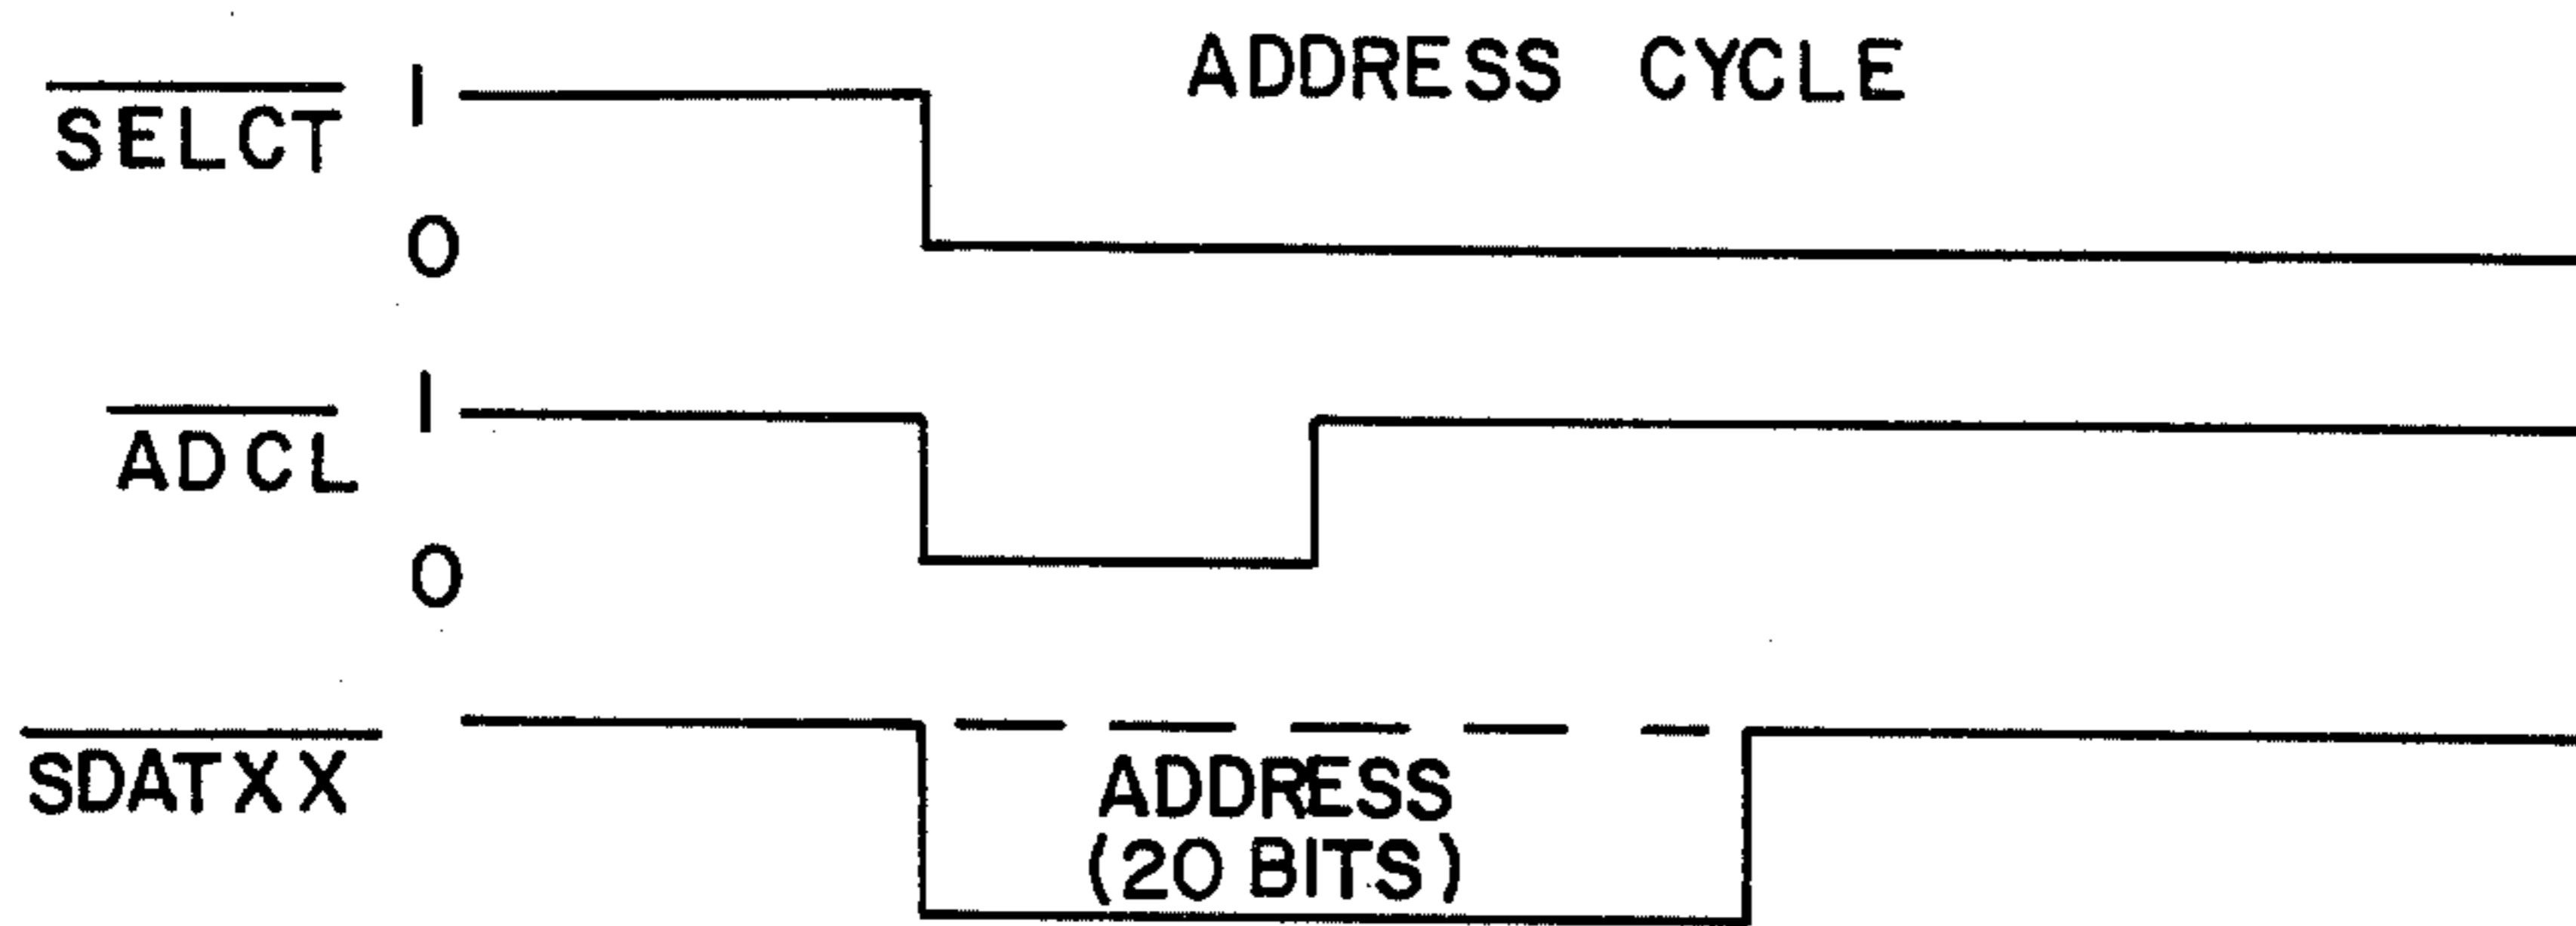 ADDRESS CYCLE
SELCT 1
0
1
ADCL
0
SDATXX
ADDRESS
(20 BITS)